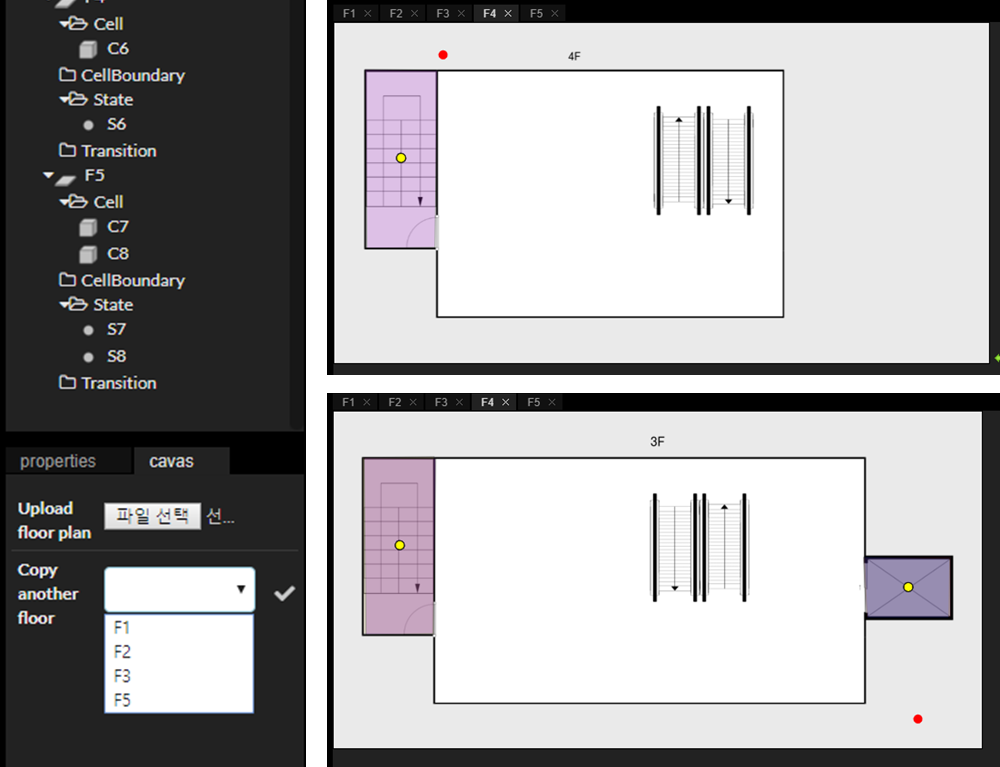 Cell
C6
CellBoundary
State
S6
Transition
F5
Cell
C7
C8
CellBoundary
State
S7
S8
Transition
properties
cavas
Upload
floor plan
파일 선택 선...
Copy
another
floor
F1
F2
F3
F5
F1 × F2 × F3 × F4 × F5 ×
4F
F1 × F2 × F3 × F4 × F5 ×
3F